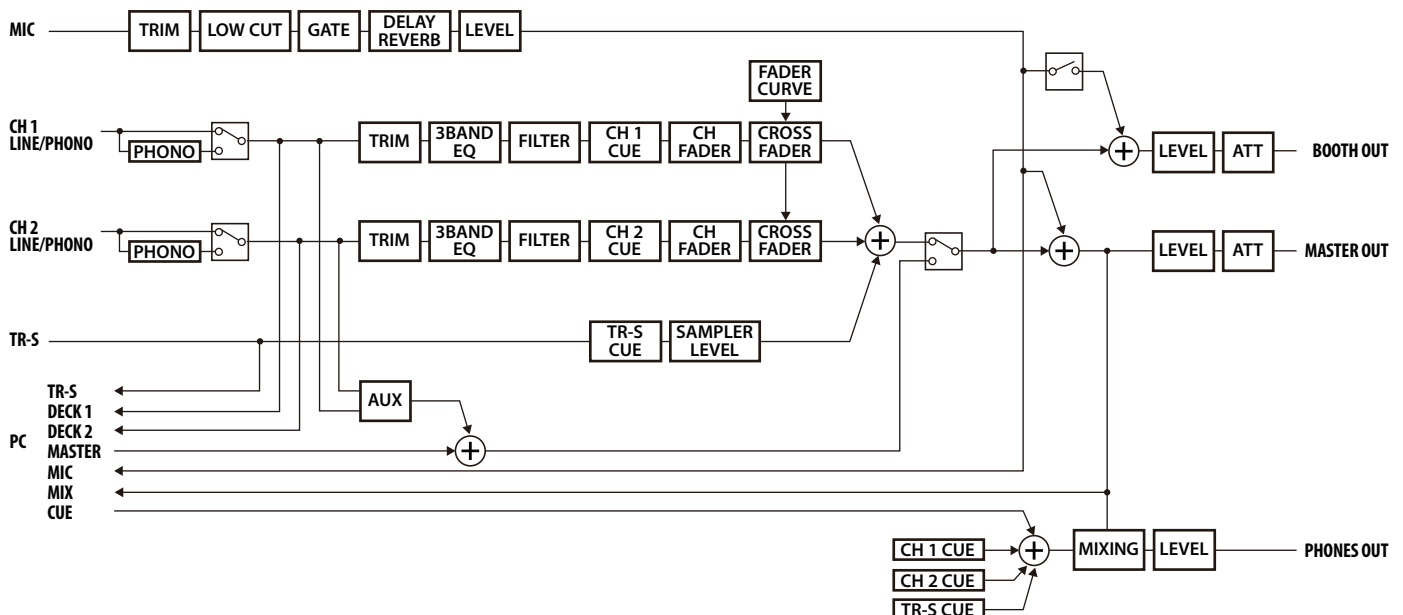 MIC
TRIM
LOW CUT
GATE
DELAY
REVERB
LEVEL
FADER
CURVE
CH 1
LINE/PHONO
PHONO
TRIM
3BAND
EQ
FILTER
CH 1
CUE
CH
FADER
CROSS
FADER
LEVEL
ATT
BOOTH OUT
CH 2
LINE/PHONO
PHONO
TRIM
3BAND
EQ
FILTER
CH 2
CUE
CH
FADER
CROSS
FADER
LEVEL
ATT
MASTER OUT
TR-S
TR-S
CUE
SAMPLER
LEVEL
PC
TR-S
DECK 1
DECK 2
MASTER
MIC
MIX
CUE
AUX
CH 1 CUE
CH 2 CUE
TR-S CUE
MIXING
LEVEL
PHONES OUT